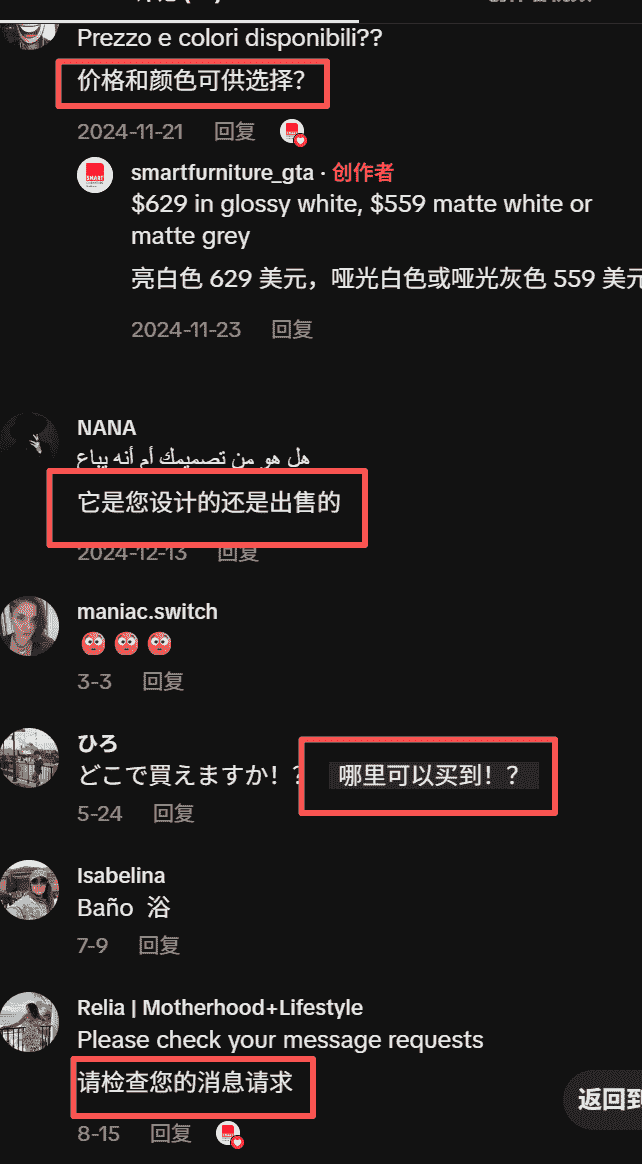 Prezzo e colori disponibili??
价格和颜色可供选择?
2024-11-21 回复
smartfurniture_gta · 创作者
$629 in glossy white, $559 matte white or
matte grey
亮白色 629 美元，哑光白色或哑光灰色 559 美元
2024-11-23 回复
NANA
هل هو من تصميمك أم أنه يباع
它是您设计的还是出售的
2024-12-13 回复
maniac.switch
3-3 回复
ひろ
どこで買えますか！？ 哪里可以买到！？
5-24 回复
Isabelina
Baño 浴
7-9 回复
Relia | Motherhood+Lifestyle
Please check your message requests
请检查您的消息请求
返回到
8-15 回复